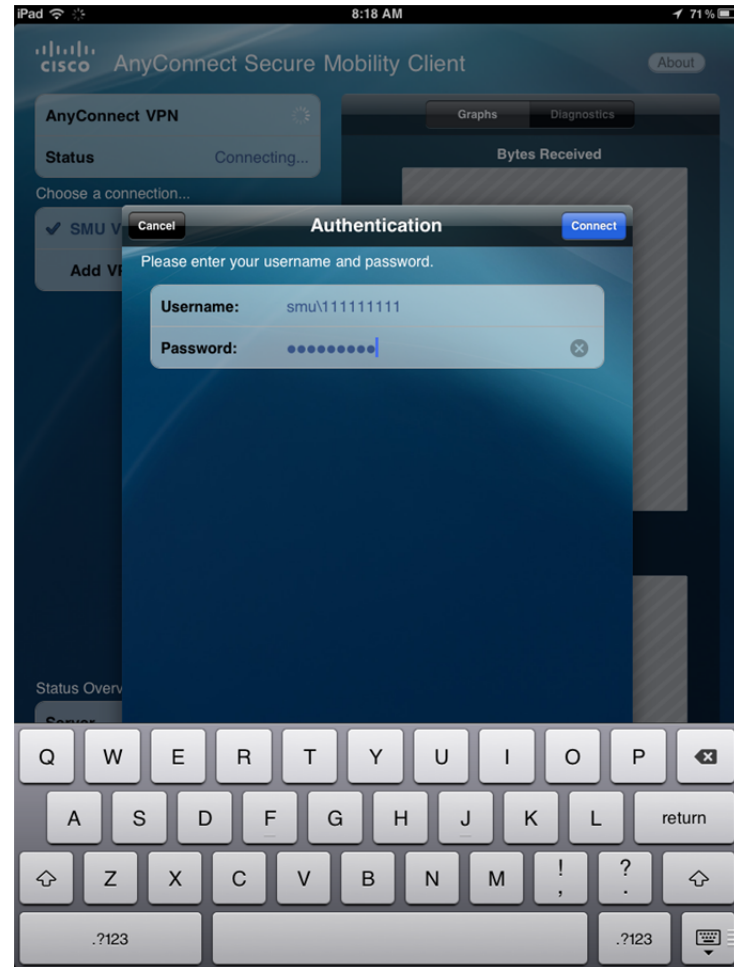 iPad 8:18 AM 71%
CISCO AnyConnect Secure Mobility Client About
AnyConnect VPN
Graphs Diagnostics
Status Connecting...
Bytes Received
Choose a connection...
SMU V
Cancel Authentication Connect
Add VP
Please enter your username and password.
Username: smu\111111111
Password: •••••••••
Status Overv
Server
Q W E R T Y U I O P
A S D F G H J K L return
Z X C V B N M ! , ? .
.?123 .?123